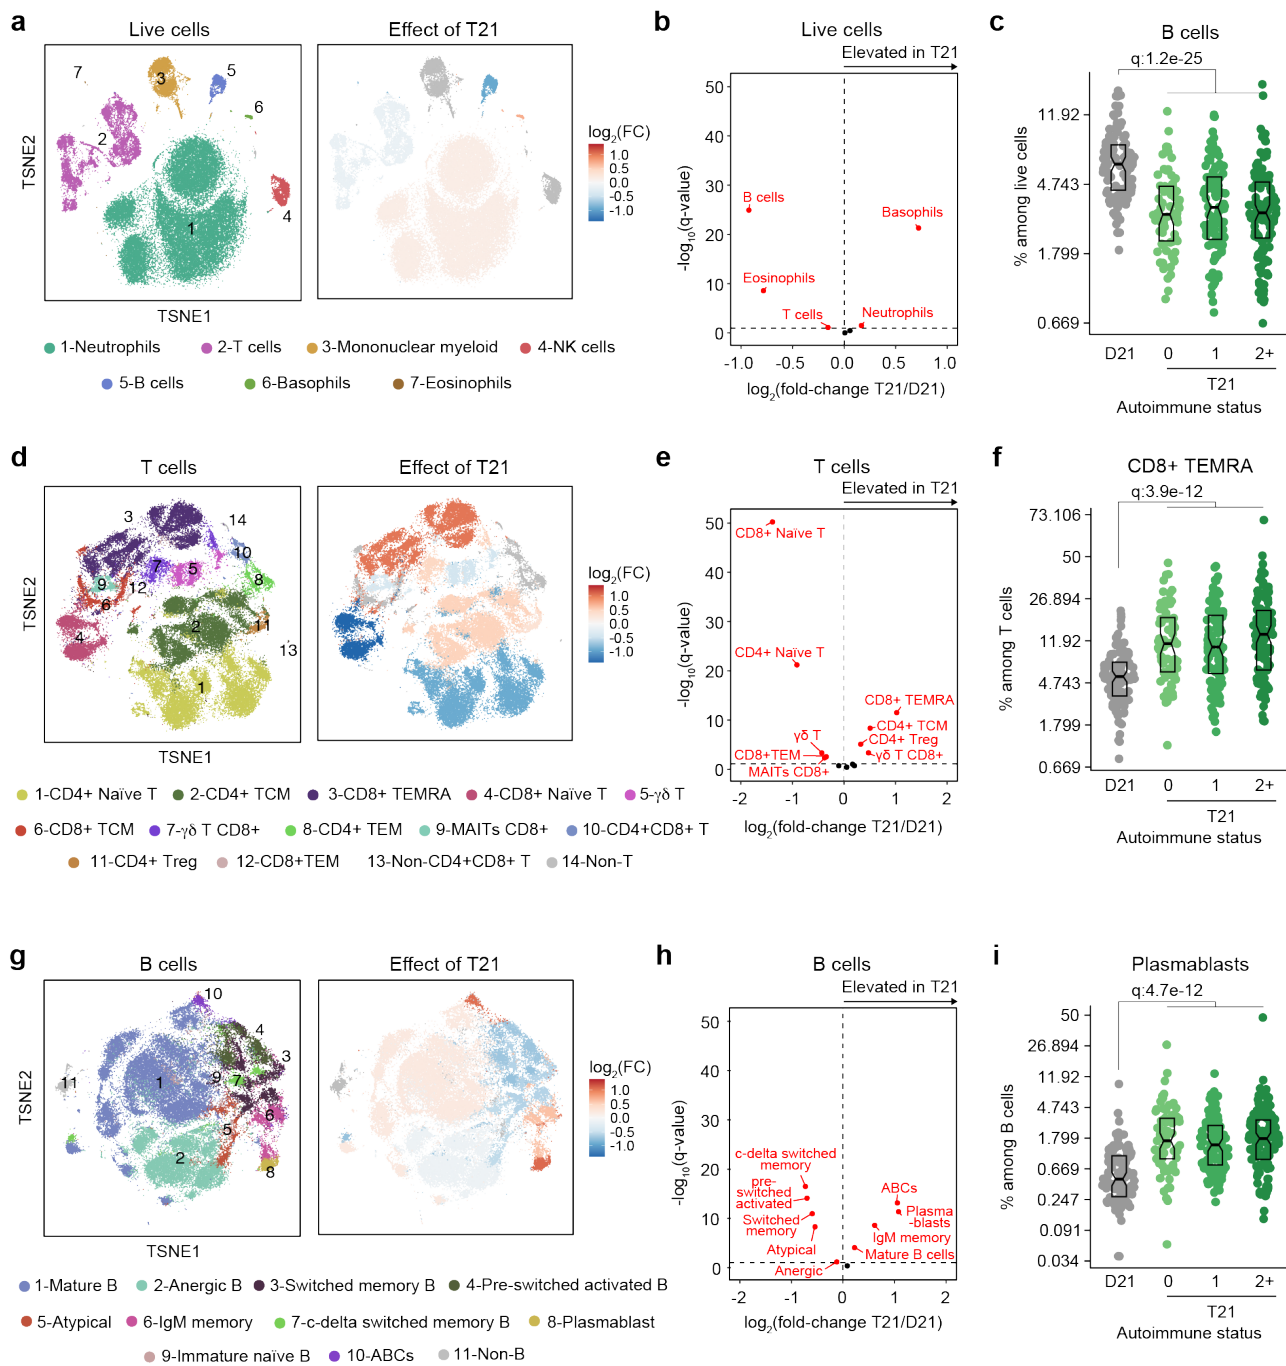 a
Live cells
Effect of T21
7
3
5
6
2
1
4
TSNE2
TSNE1
log2(FC)
1.0
0.5
0.0
-0.5
-1.0
1-Neutrophils
2-T cells
3-Mononuclear myeloid
4-NK cells
5-B cells
6-Basophils
7-Eosinophils
b
Live cells
Elevated in T21
50
40
30
20
10
0
-log10(q-value)
B cells
Basophils
Eosinophils
T cells
Neutrophils
-1.0
-0.5
0.0
0.5
1.0
log2(fold-change T21/D21)
c
B cells
q:1.2e-25
11.92
4.743
1.799
0.669
% among live cells
D21
0
1
2+
T21
Autoimmune status
d
T cells
Effect of T21
3
14
10
7
5
8
9
12
6
2
11
4
13
1
TSNE2
TSNE1
log2(FC)
1.5
1.0
0.5
0.0
-0.5
-1.0
1-CD4+ Naïve T
2-CD4+ TCM
3-CD8+ TEMRA
4-CD8+ Naïve T
5-γδ T
6-CD8+ TCM
7-γδ T CD8+
8-CD4+ TEM
9-MAITs CD8+
10-CD4+CD8+ T
11-CD4+ Treg
12-CD8+TEM
13-Non-CD4+CD8+ T
14-Non-T
e
T cells
Elevated in T21
50
40
30
20
10
0
-log10(q-value)
CD8+ Naïve T
CD4+ Naïve T
CD8+ TEMRA
CD4+ TCM
γδ T
CD4+ Treg
CD8+TEM
γδ T CD8+
MAITs CD8+
-2
-1
0
1
2
log2(fold-change T21/D21)
f
CD8+ TEMRA
q:3.9e-12
73.106
50
26.894
11.92
4.743
1.799
0.669
% among T cells
D21
0
1
2+
T21
Autoimmune status
g
B cells
Effect of T21
10
4
3
11
1
9
7
6
5
2
8
TSNE2
TSNE1
log2(FC)
1.0
0.5
0.0
-0.5
-1.0
1-Mature B
2-Anergic B
3-Switched memory B
4-Pre-switched activated B
5-Atypical
6-IgM memory
7-c-delta switched memory B
8-Plasmablast
9-Immature naïve B
10-ABCs
11-Non-B
h
B cells
Elevated in T21
50
40
30
20
10
0
-log10(q-value)
c-delta switched
memory
pre-
switched
activated
Switched
memory
Atypical
Anergic
ABCs
Plasma
-blasts
IgM memory
Mature B cells
-2
-1
0
1
2
log2(fold-change T21/D21)
i
Plasmablasts
q:4.7e-12
50
26.894
11.92
4.743
1.799
0.669
0.247
0.091
0.034
% among B cells
D21
0
1
2+
T21
Autoimmune status